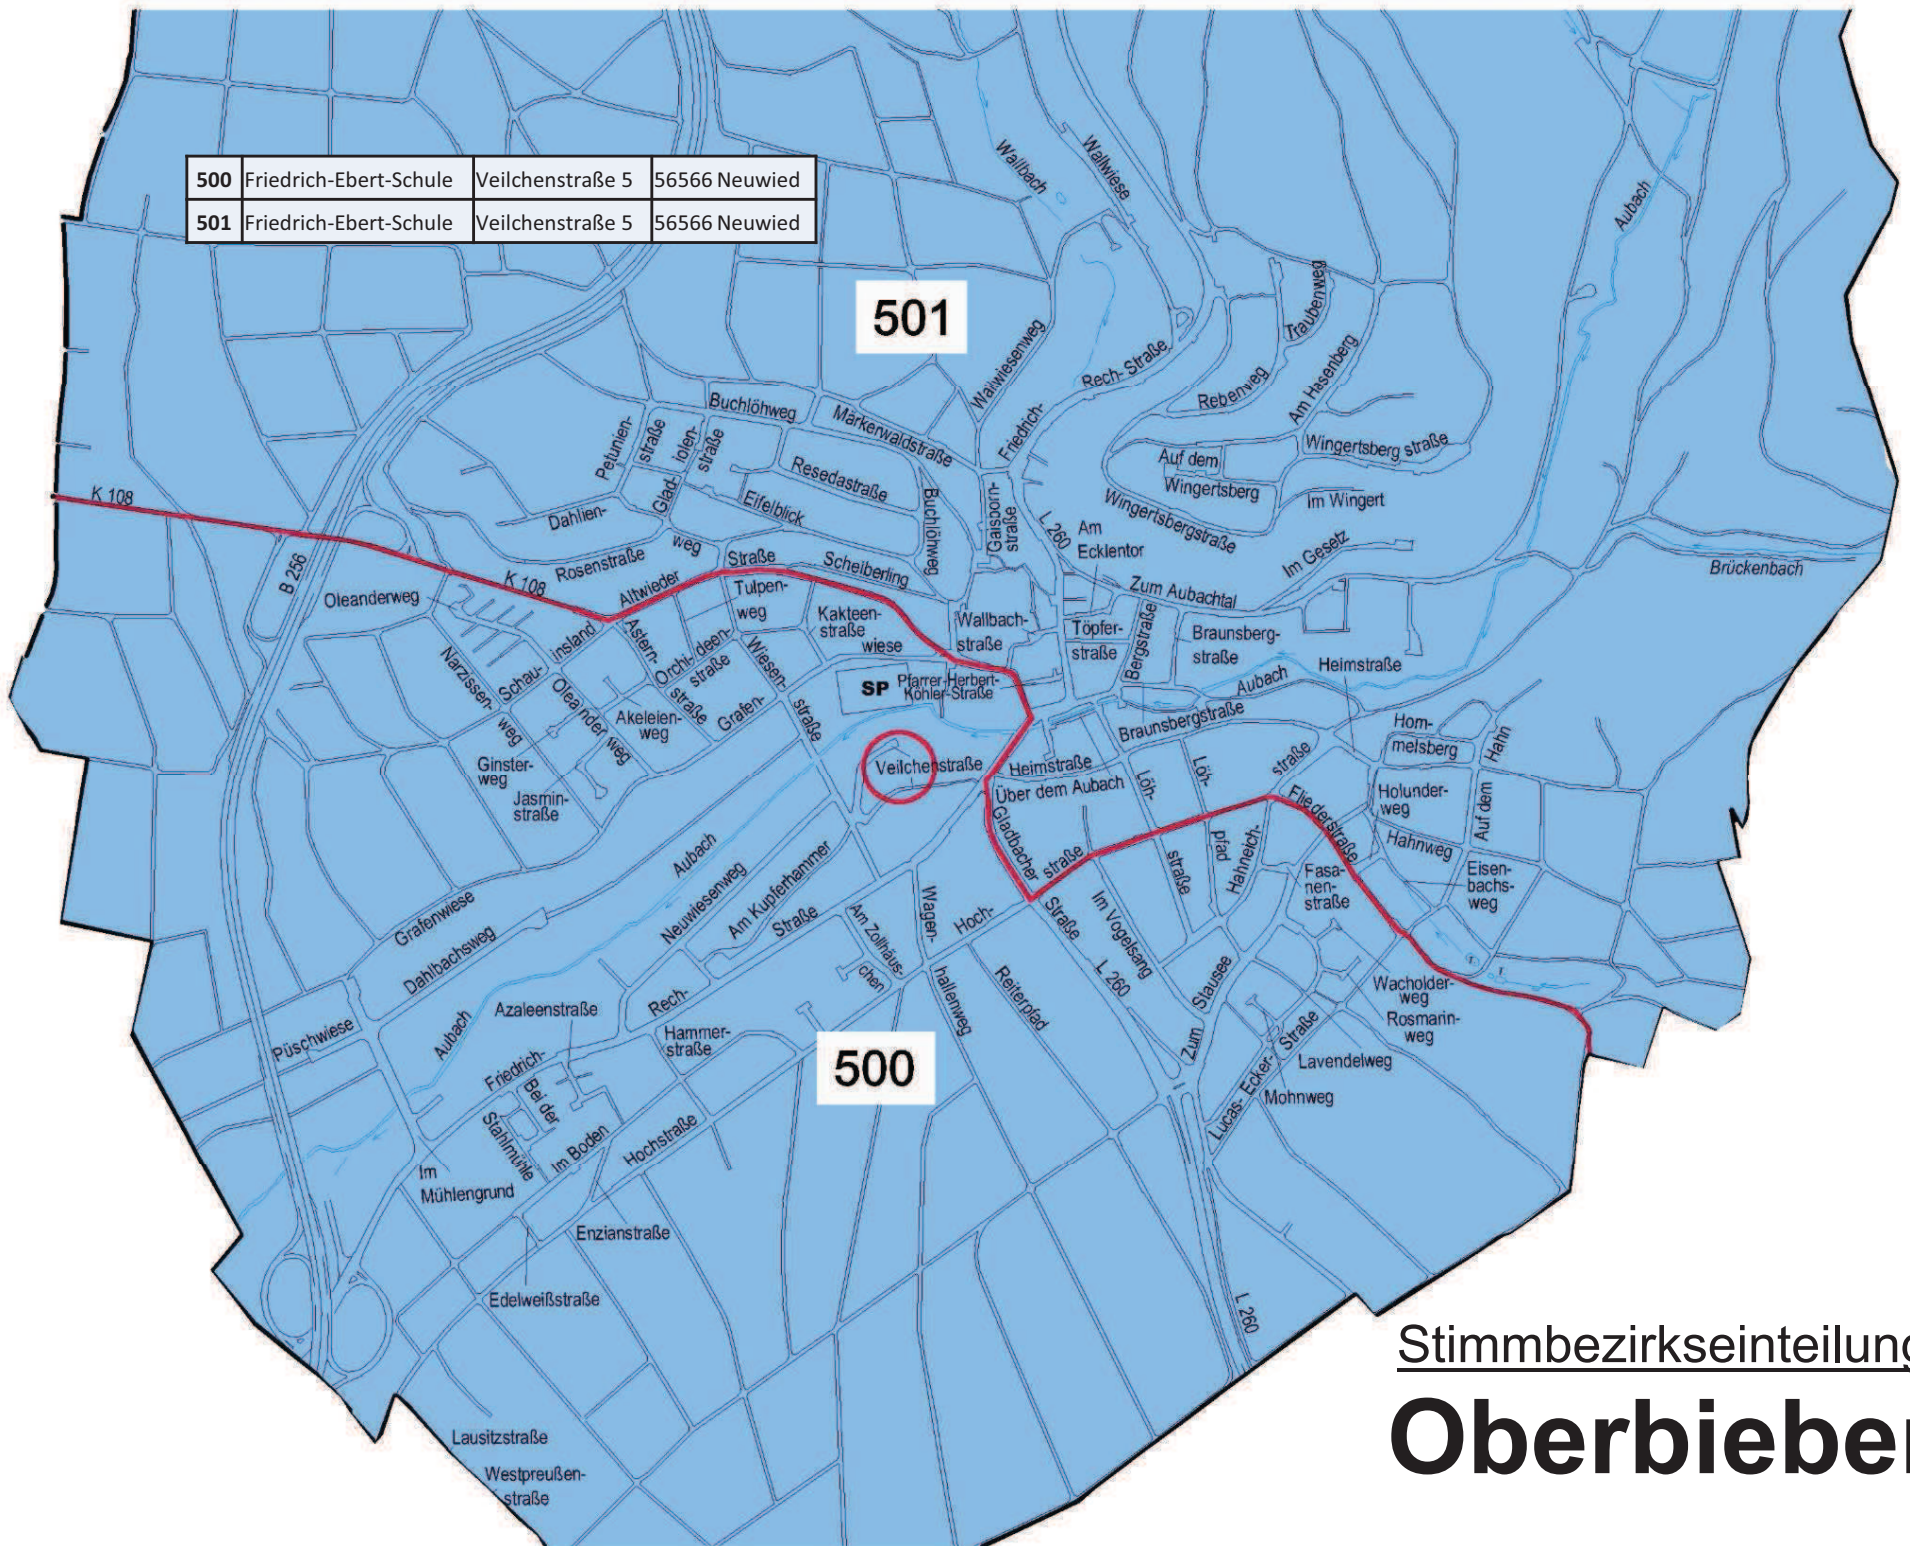 500 Friedrich-Ebert-Schule Veilchenstraße 5 56566 Neuwied
501 Friedrich-Ebert-Schule Veilchenstraße 5 56566 Neuwied
501
Wallbach
Wallwiese
Aubach
Wallwiesenweg
Friedrich-
Rech- Straße
Traubenweg
Rebenweg
Am Hasenberg
Wingertsberg straße
Auf dem
Wingertsberg
Im Wingert
Wingertsbergstraße
Im Gesetz
Brückenbach
Buchlöhweg
Märkerwaldstraße
Petunien-
straße
Glad-
iolen-
straße
Resedastraße
Eifelblick
Buchlöhweg
Gaisborn-
straße
L 260
Am
Ecklentor
Zum Aubachtal
K 108
Dahlien-
weg
Rosenstraße
B 256
K 108
Altwieder
Straße
Scheiberling
Oleanderweg
Tulpen-
weg
Kakteen-
straße
Wallbach-
straße
Töpfer-
straße
Bergstraße
Braunsberg-
straße
Heimstraße
Schau-
insland
Astern-
straße
Orchi-
deen-
straße
Wiesen-
straße
Grafen-
wiese
Narzissen-
weg
Oleander weg
Akeleien-
weg
SP
Pfarrer-Herbert-
Köhler-Straße
Aubach
Braunsbergstraße
Hom-
melsberg
Hahn
Auf dem
Ginster-
weg
Jasmin-
straße
Veilchenstraße
Heimstraße
Über dem Aubach
Löh-
straße
Löh-
pfad
straße
Fliederstraße
Holunder-
weg
Hahnweg
Eisen-
bachs-
weg
Gladbacher
Straße
straße
Hahneich-
Fasa-
nen-
straße
Aubach
Neuwiesenweg
Am Kupferhammer
Grafenwiese
Dahlbachsweg
Straße
Am Zollhäus-
chen
Wagen-
hallenweg
Hoch-
Im Vogelsang
L 260
Reiterpfad
Zum
Stausee
Wacholder-
weg
Rosmarin-
weg
Lavendelweg
Mohnweg
Lucas- Ecker- Straße
Püschwiese
Aubach
Azaleenstraße
Rech-
Friedrich-
Hammer-
straße
500
Bei der
Stahlmühle
Im Boden
Hochstraße
Im
Mühlengrund
Enzianstraße
Edelweißstraße
L 260
Lausitzstraße
Westpreußen-
straße
Stimmbezirkseinteilung
Oberbieber